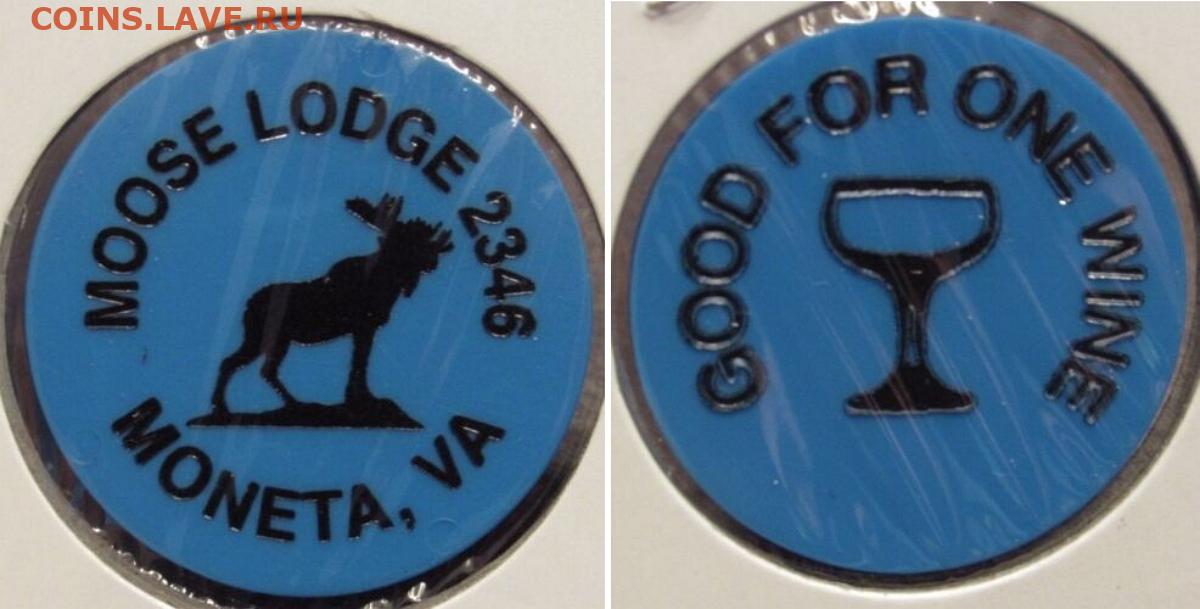 COINS.LAVE.RU
MOOSE LODGE 2346
MONETA, VA
GOOD FOR ONE WINE